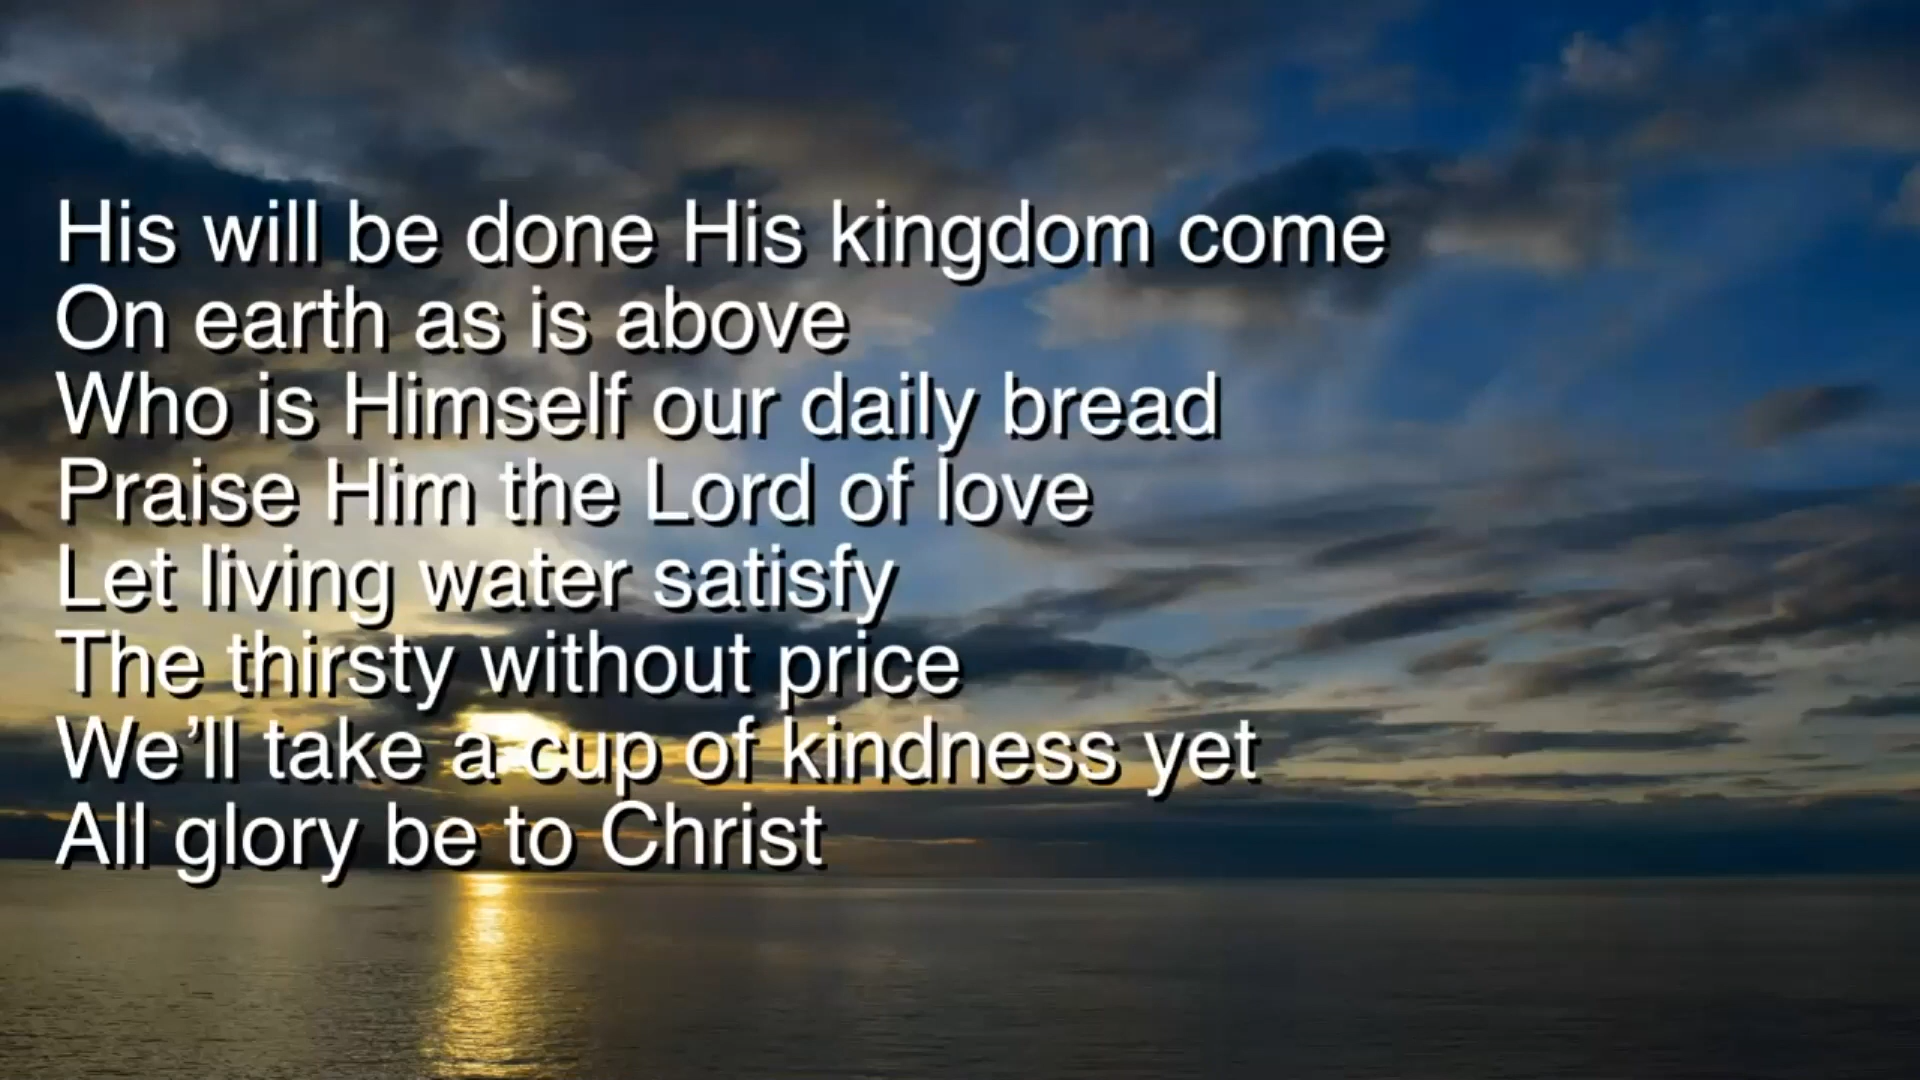 His will be done His kingdom come
On earth as is above
Who is Himself our daily bread
Praise Him the Lord of love
Let living water satisfy
The thirsty without price
We’ll take a cup of kindness yet
All glory be to Christ